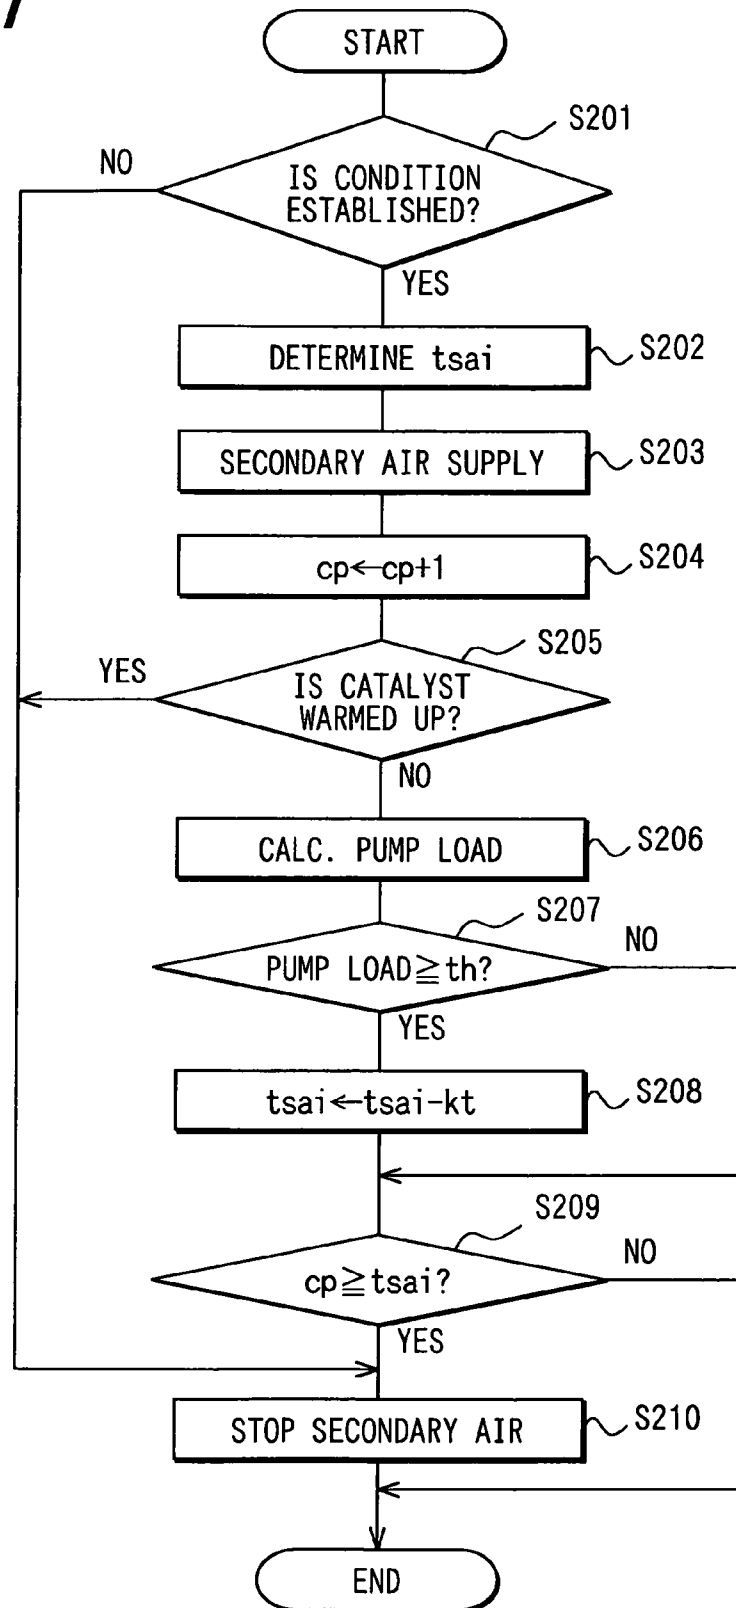 START
S201
NO
IS CONDITION
ESTABLISHED?
YES
DETERMINE tsai
S202
SECONDARY AIR SUPPLY
S203
cp←cp+1
S204
S205
YES
IS CATALYST
WARMED UP?
NO
CALC. PUMP LOAD
S206
S207
NO
PUMP LOAD≧th?
YES
tsai←tsai-kt
S208
S209
NO
cp≧tsai?
YES
STOP SECONDARY AIR
S210
END